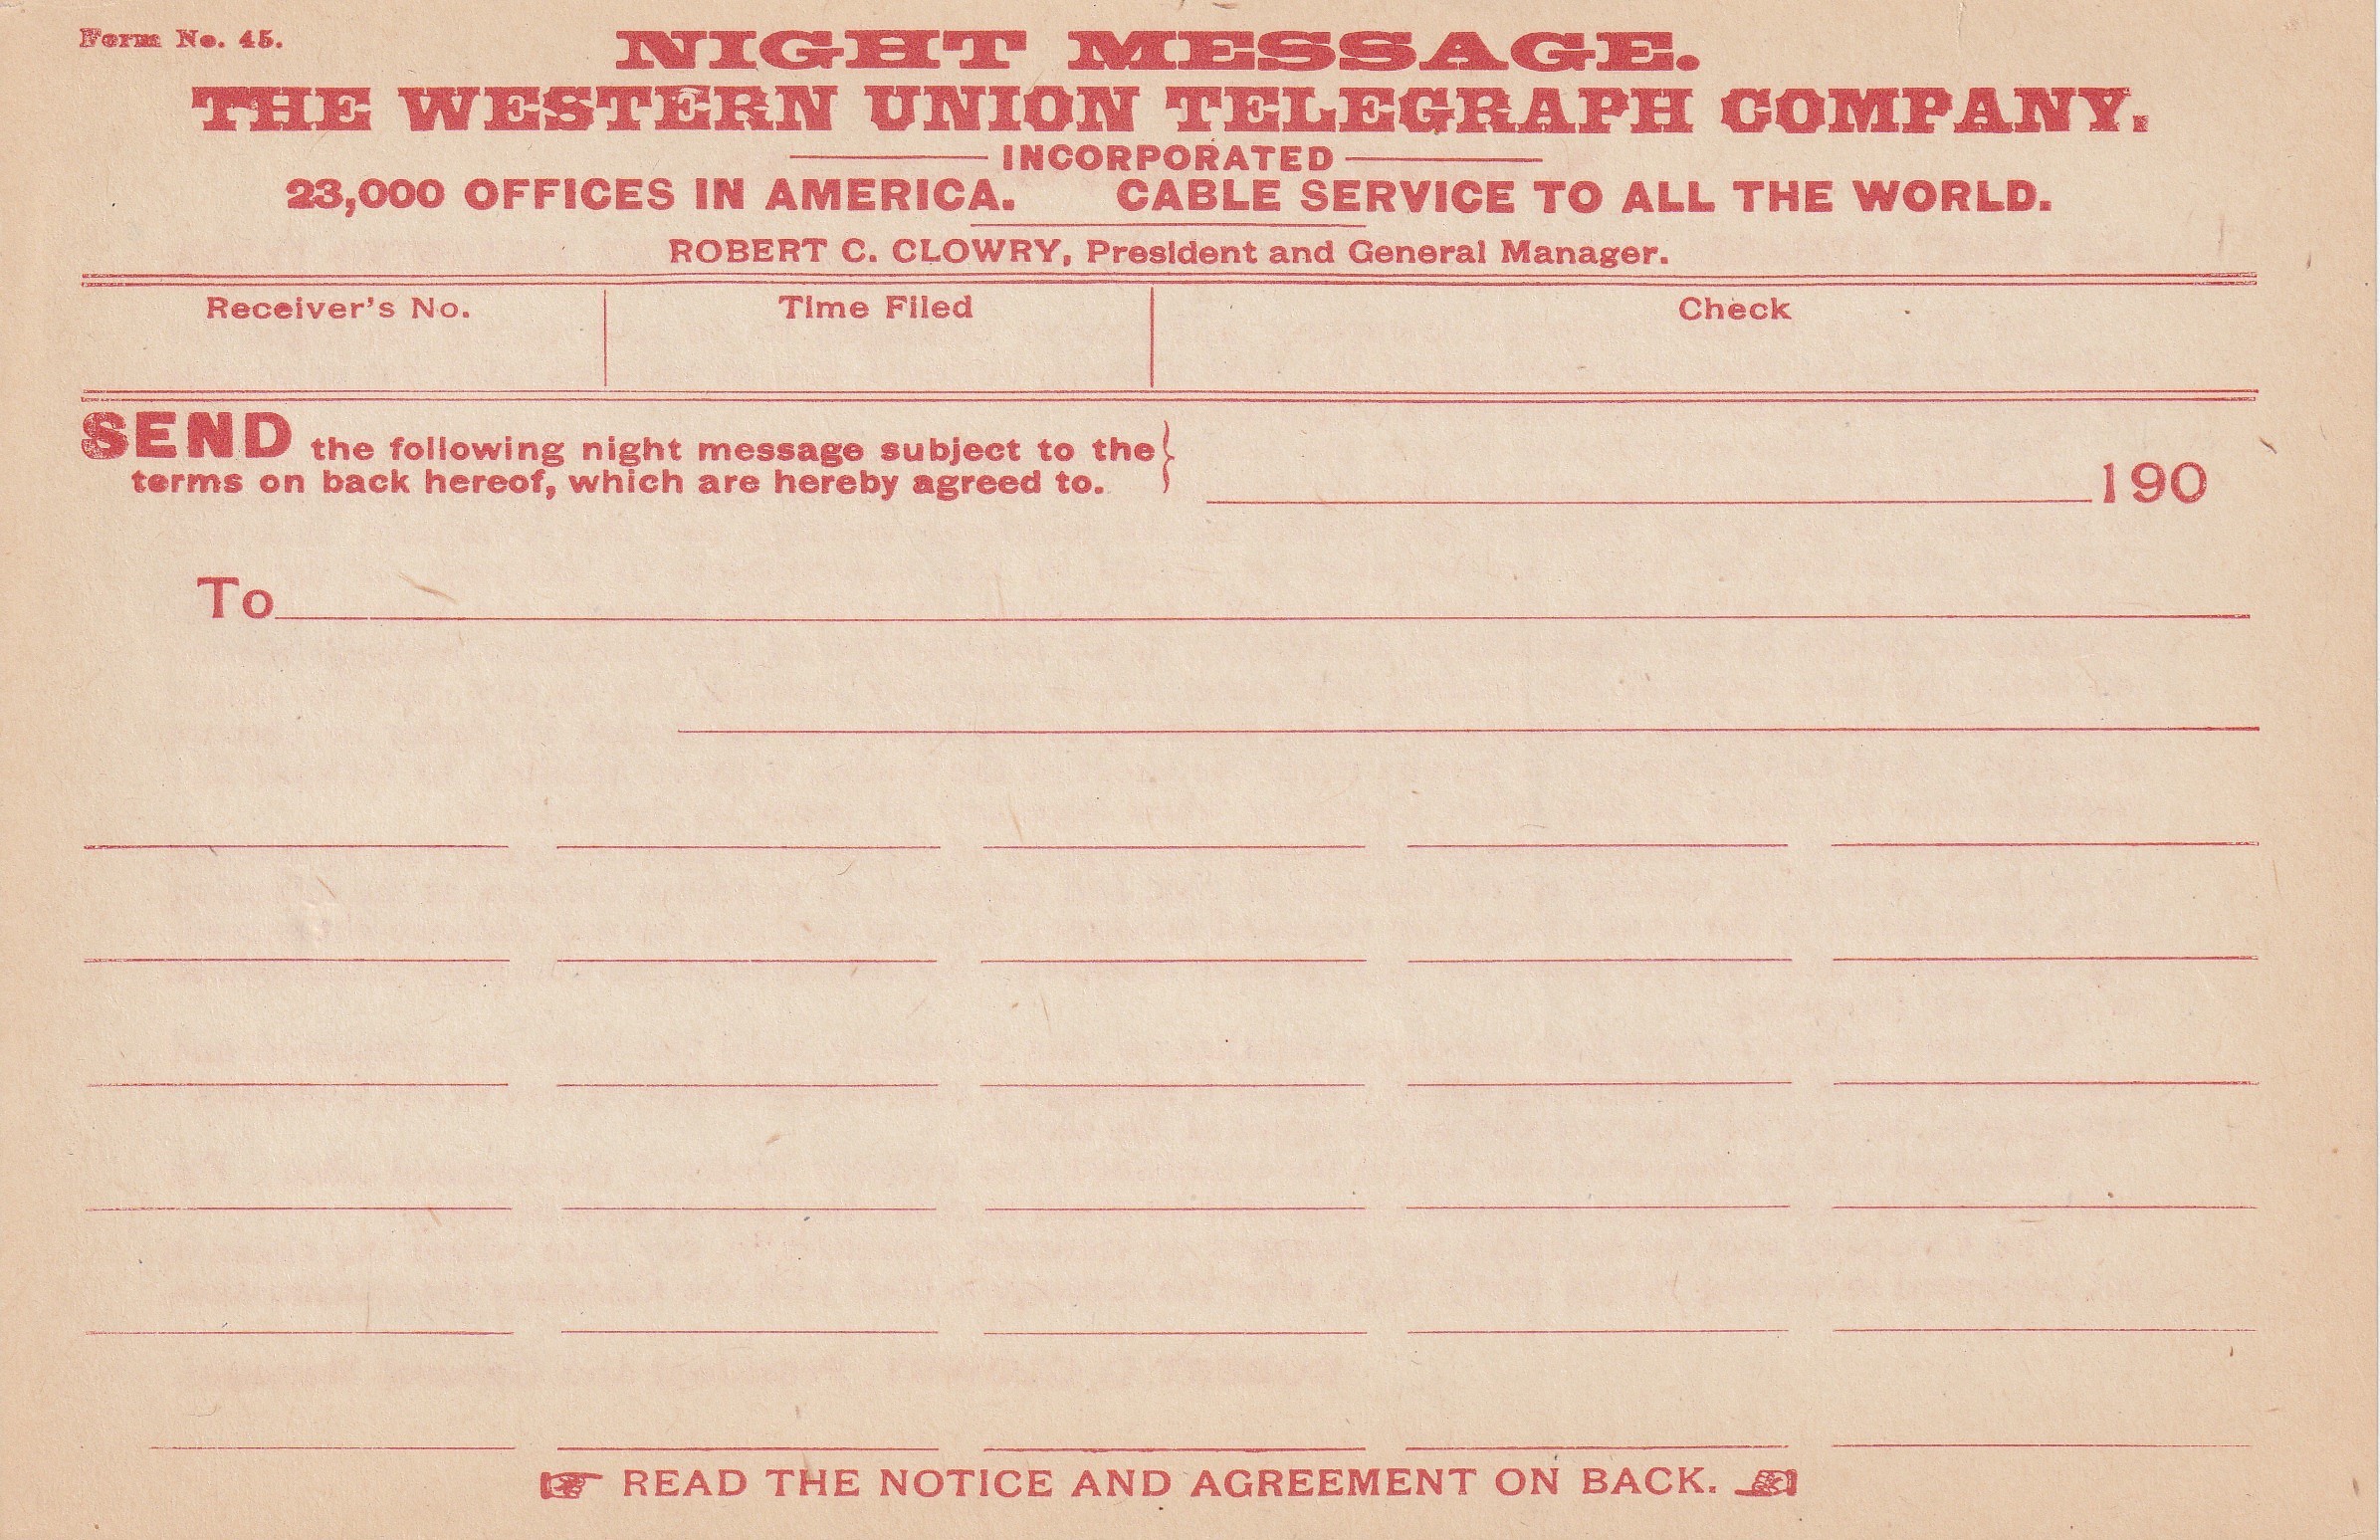 Form No. 45.
NIGHT MESSAGE.
THE WESTERN UNION TELEGRAPH COMPANY.
INCORPORATED
23,000 OFFICES IN AMERICA. CABLE SERVICE TO ALL THE WORLD.
ROBERT C. CLOWRY, President and General Manager.
Receiver's No. Time Filed Check
SEND the following night message subject to the
terms on back hereof, which are hereby agreed to.
190
To
READ THE NOTICE AND AGREEMENT ON BACK.